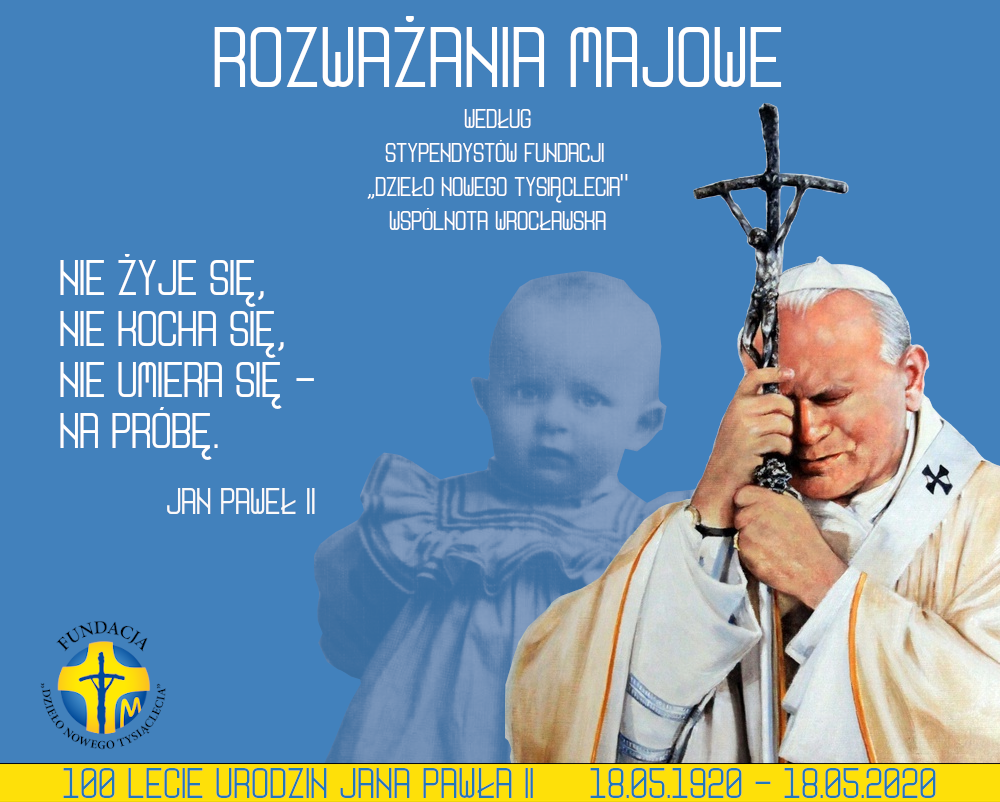 ROZWAŻANIA MAJOWE
WEDŁUG
STYPENDYSTÓW FUNDACJI
„DZIEŁO NOWEGO TYSIĄCLECIA"
WSPÓLNOTA WROCŁAWSKA
NIE ŻYJE SIĘ,
NIE KOCHA SIĘ,
NIE UMIERA SIĘ –
NA PRÓBĘ.
JAN PAWEŁ II
FUNDACJA
„DZIEŁO NOWEGO TYSIĄCLECIA"
M
100 LECIE URODZIN JANA PAWŁA II 18.05.1920 – 18.05.2020